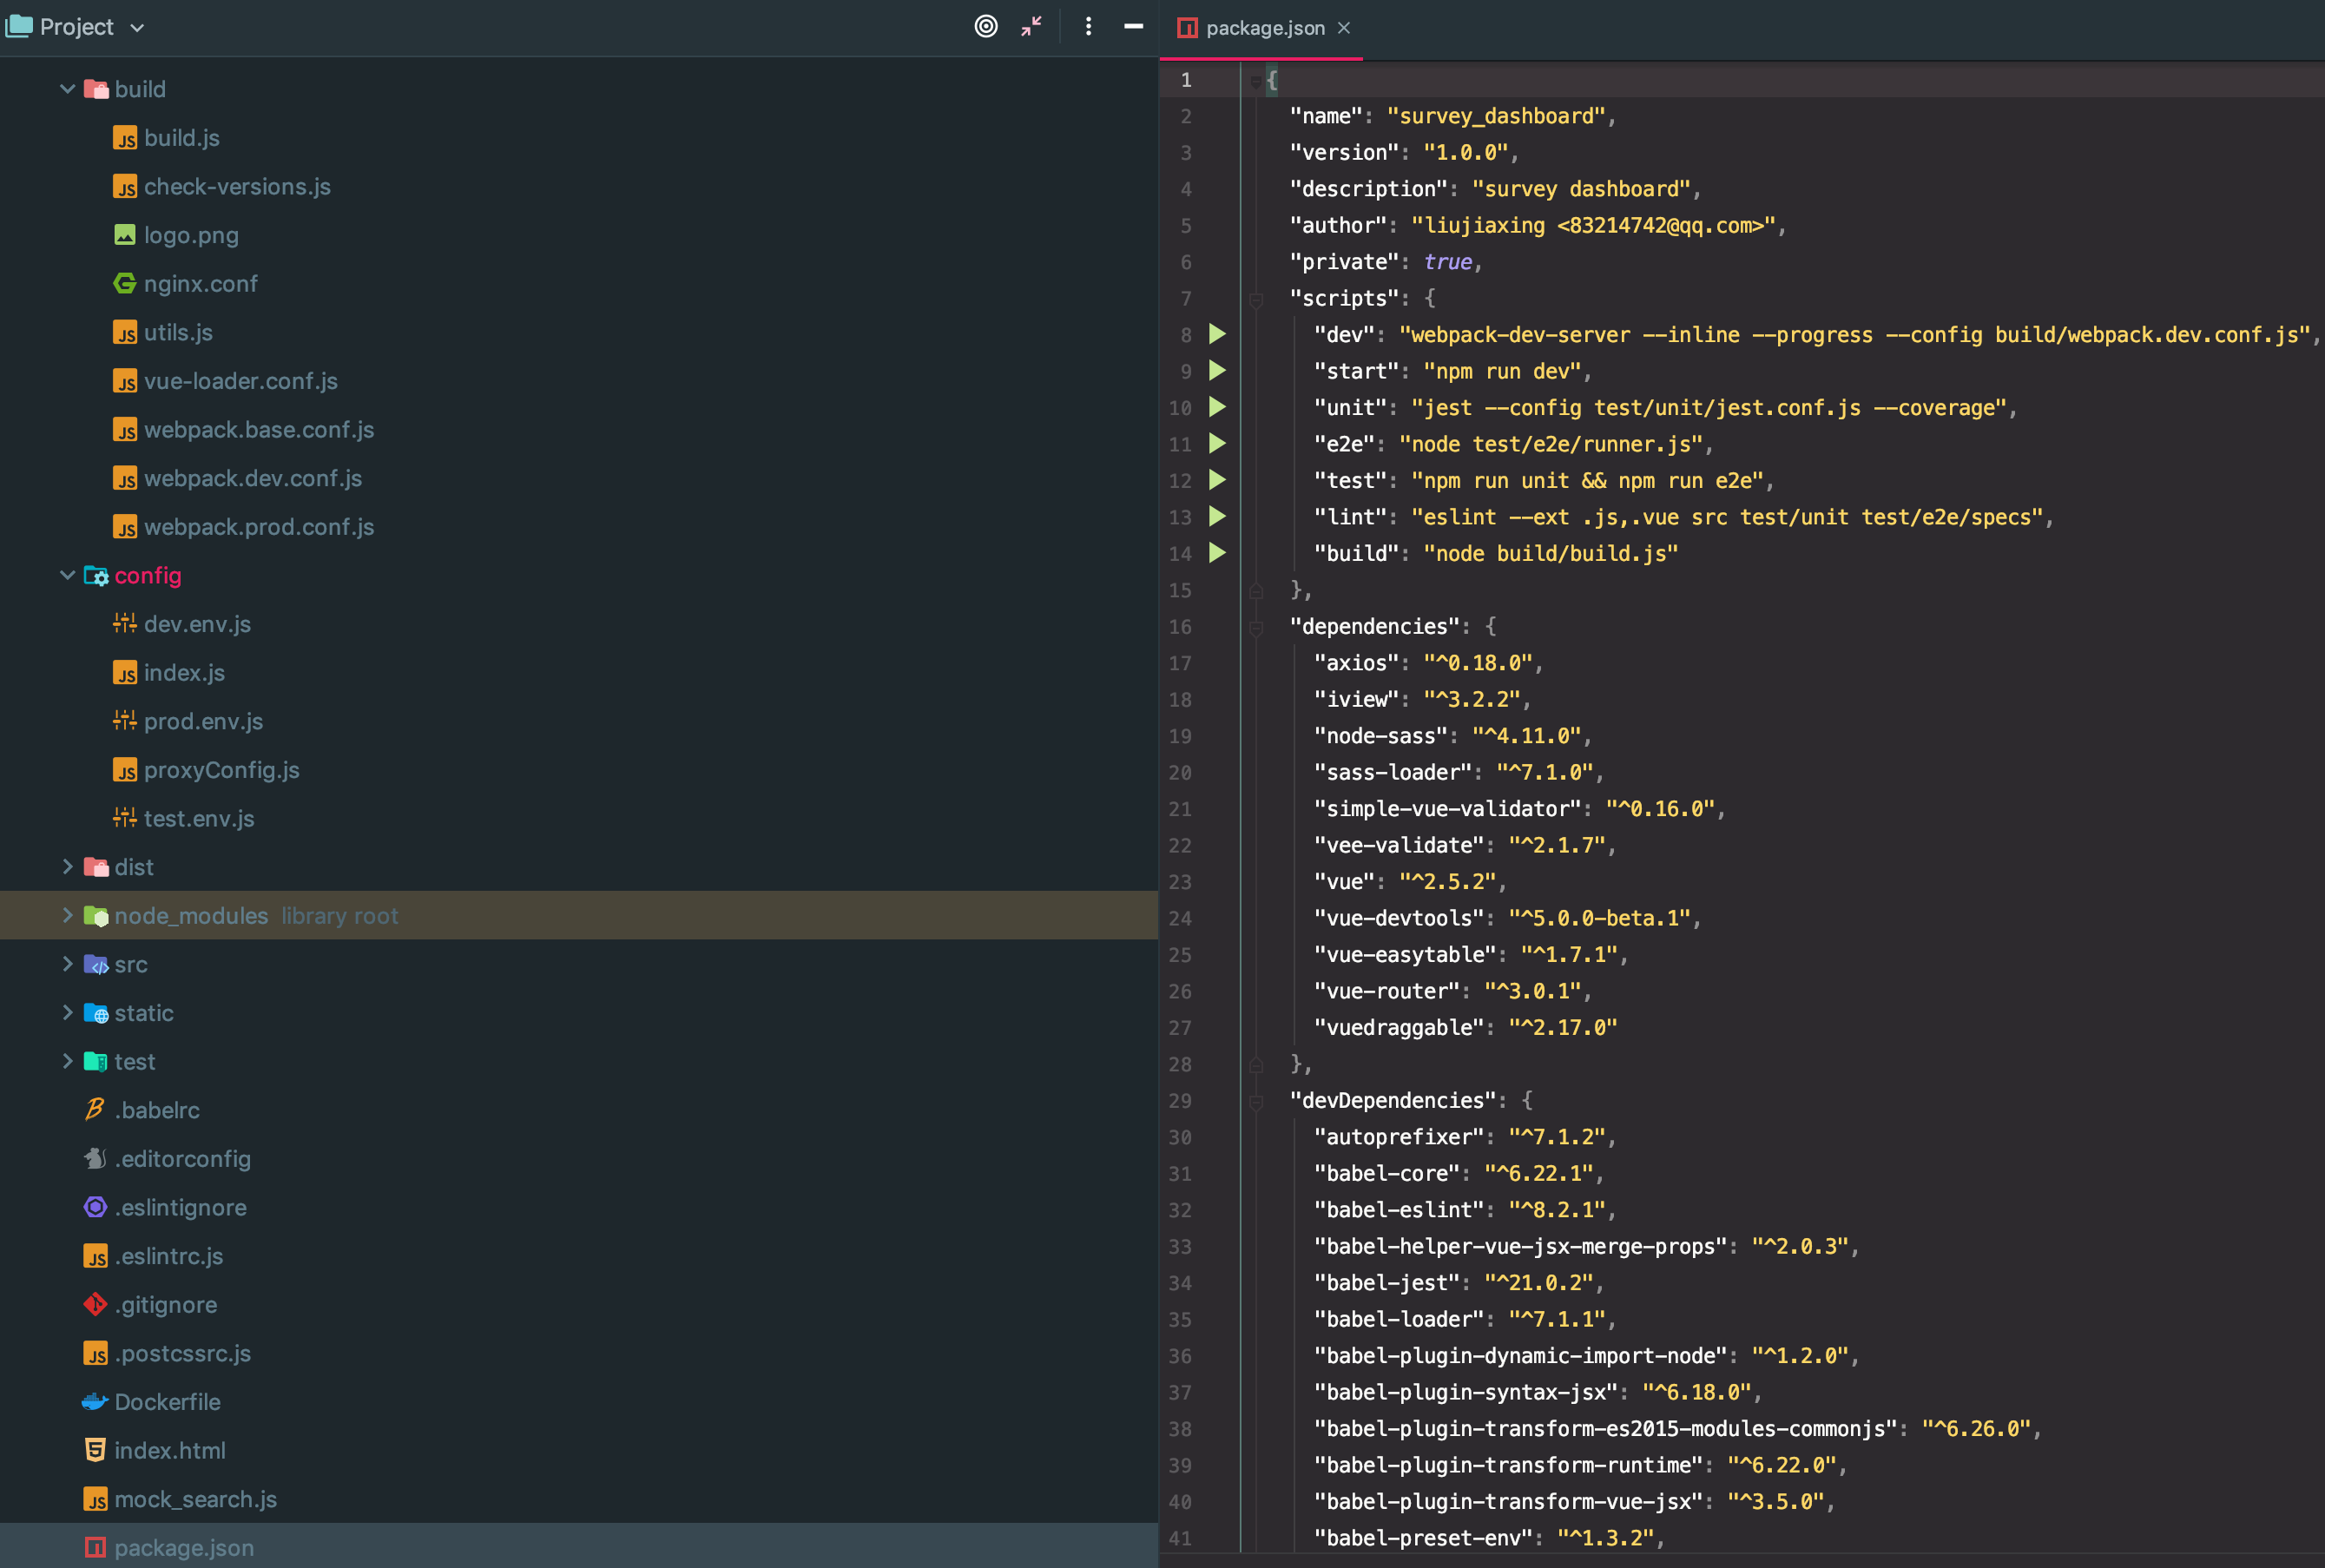 Project
build
build.js
check-versions.js
logo.png
nginx.conf
utils.js
vue-loader.conf.js
webpack.base.conf.js
webpack.dev.conf.js
webpack.prod.conf.js
config
dev.env.js
index.js
prod.env.js
proxyConfig.js
test.env.js
dist
node_modules library root
src
static
test
.babelrc
.editorconfig
.eslintignore
.eslintrc.js
.gitignore
.postcssrc.js
Dockerfile
index.html
mock_search.js
package.json
package.json
1 {
2 "name": "survey_dashboard",
3 "version": "1.0.0",
4 "description": "survey dashboard",
5 "author": "liujiaxing <83214742@qq.com>",
6 "private": true,
7 "scripts": {
8 "dev": "webpack-dev-server --inline --progress --config build/webpack.dev.conf.js",
9 "start": "npm run dev",
10 "unit": "jest --config test/unit/jest.conf.js --coverage",
11 "e2e": "node test/e2e/runner.js",
12 "test": "npm run unit && npm run e2e",
13 "lint": "eslint --ext .js,.vue src test/unit test/e2e/specs",
14 "build": "node build/build.js"
15 },
16 "dependencies": {
17 "axios": "^0.18.0",
18 "iview": "^3.2.2",
19 "node-sass": "^4.11.0",
20 "sass-loader": "^7.1.0",
21 "simple-vue-validator": "^0.16.0",
22 "vee-validate": "^2.1.7",
23 "vue": "^2.5.2",
24 "vue-devtools": "^5.0.0-beta.1",
25 "vue-easytable": "^1.7.1",
26 "vue-router": "^3.0.1",
27 "vuedraggable": "^2.17.0"
28 },
29 "devDependencies": {
30 "autoprefixer": "^7.1.2",
31 "babel-core": "^6.22.1",
32 "babel-eslint": "^8.2.1",
33 "babel-helper-vue-jsx-merge-props": "^2.0.3",
34 "babel-jest": "^21.0.2",
35 "babel-loader": "^7.1.1",
36 "babel-plugin-dynamic-import-node": "^1.2.0",
37 "babel-plugin-syntax-jsx": "^6.18.0",
38 "babel-plugin-transform-es2015-modules-commonjs": "^6.26.0",
39 "babel-plugin-transform-runtime": "^6.22.0",
40 "babel-plugin-transform-vue-jsx": "^3.5.0",
41 "babel-preset-env": "^1.3.2",